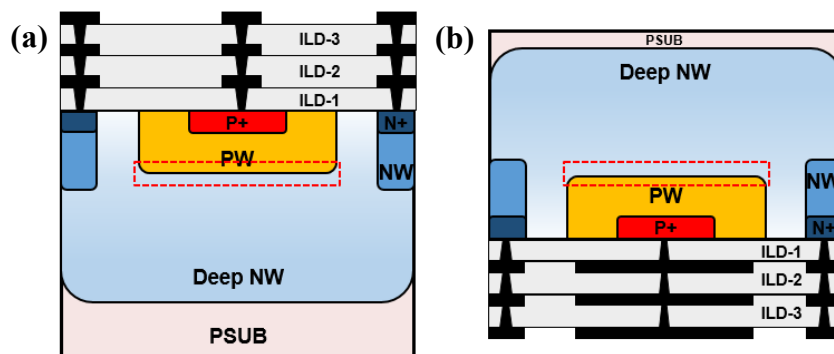 (a)
ILD-3
ILD-2
ILD-1
P+
N+
PW
NW
Deep NW
PSUB
(b)
PSUB
Deep NW
NW
PW
P+
N+
ILD-1
ILD-2
ILD-3